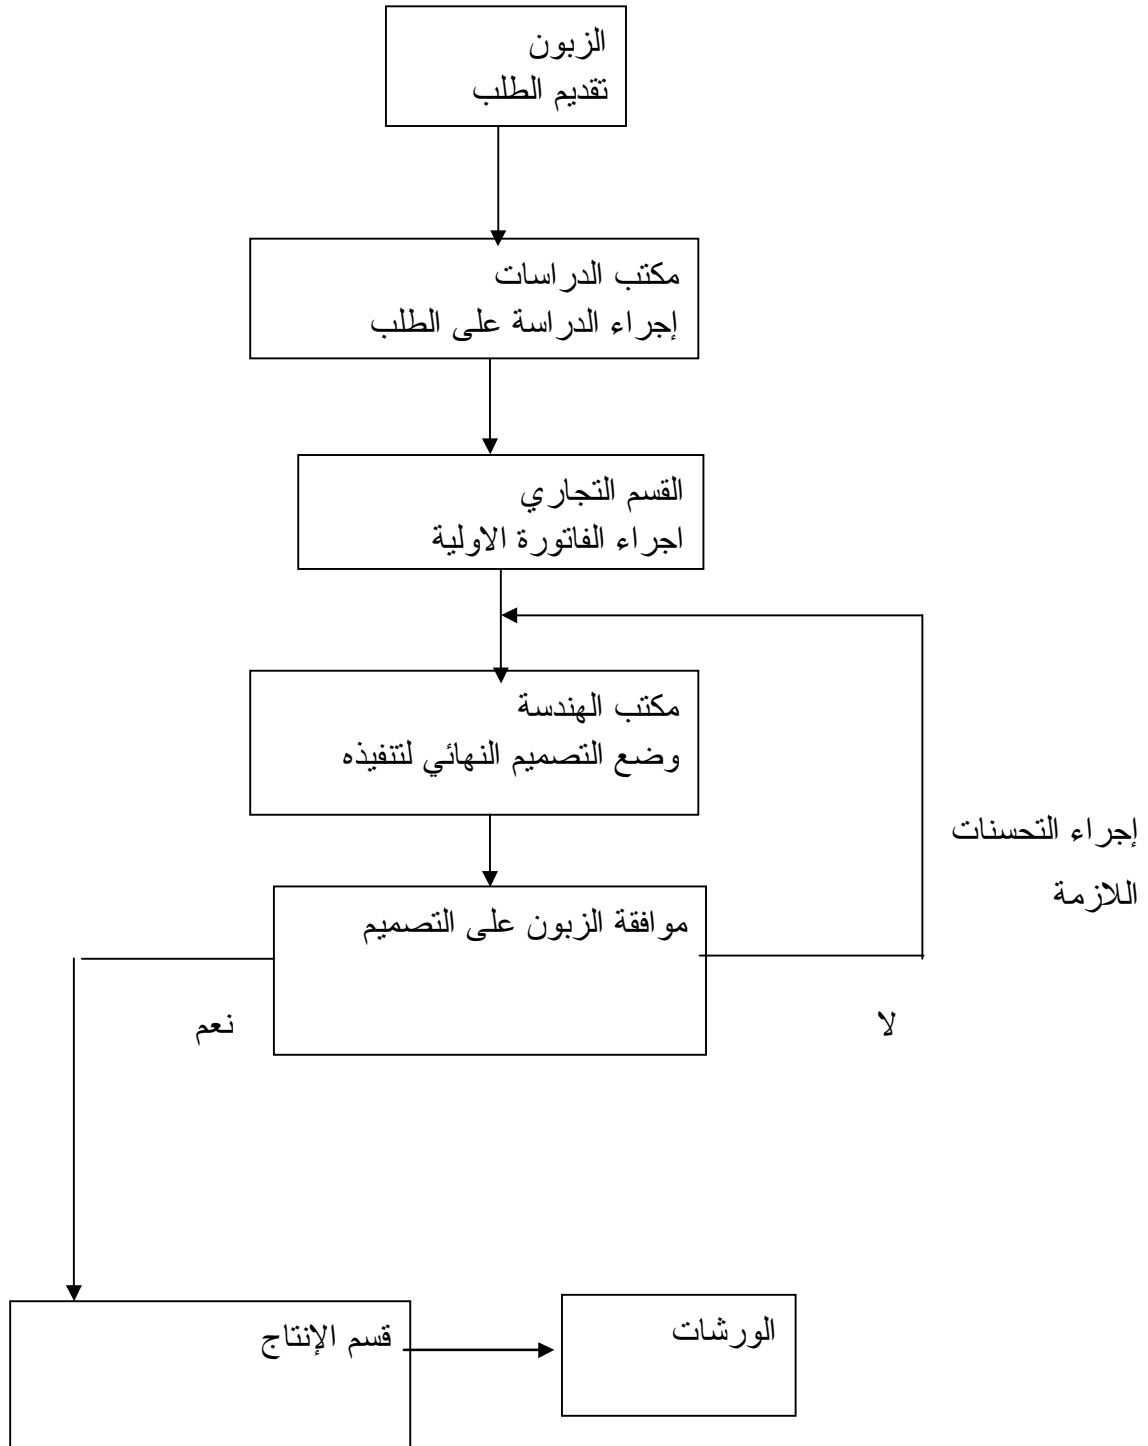 الزبون
تقديم الطلب
مكتب الدراسات
إجراء الدراسة على الطلب
القسم التجاري
اجراء الفاتورة الاولية
مكتب الهندسة
وضع التصميم النهائي لتنفيذه
إجراء التحسنات
اللازمة
موافقة الزبون على التصميم
لا
نعم
قسم الإنتاج
الورشات